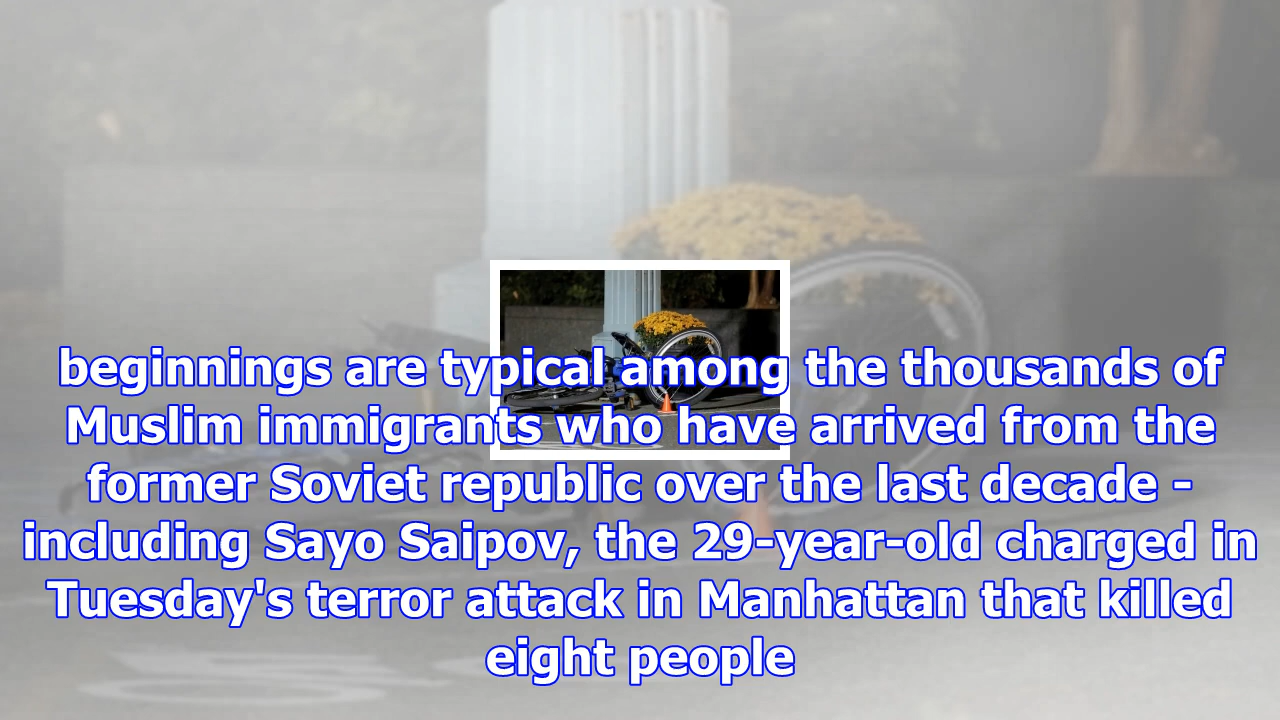 beginnings are typical among the thousands of
Muslim immigrants who have arrived from the
former Soviet republic over the last decade -
including Sayo Saipov, the 29-year-old charged in
Tuesday's terror attack in Manhattan that killed
eight people